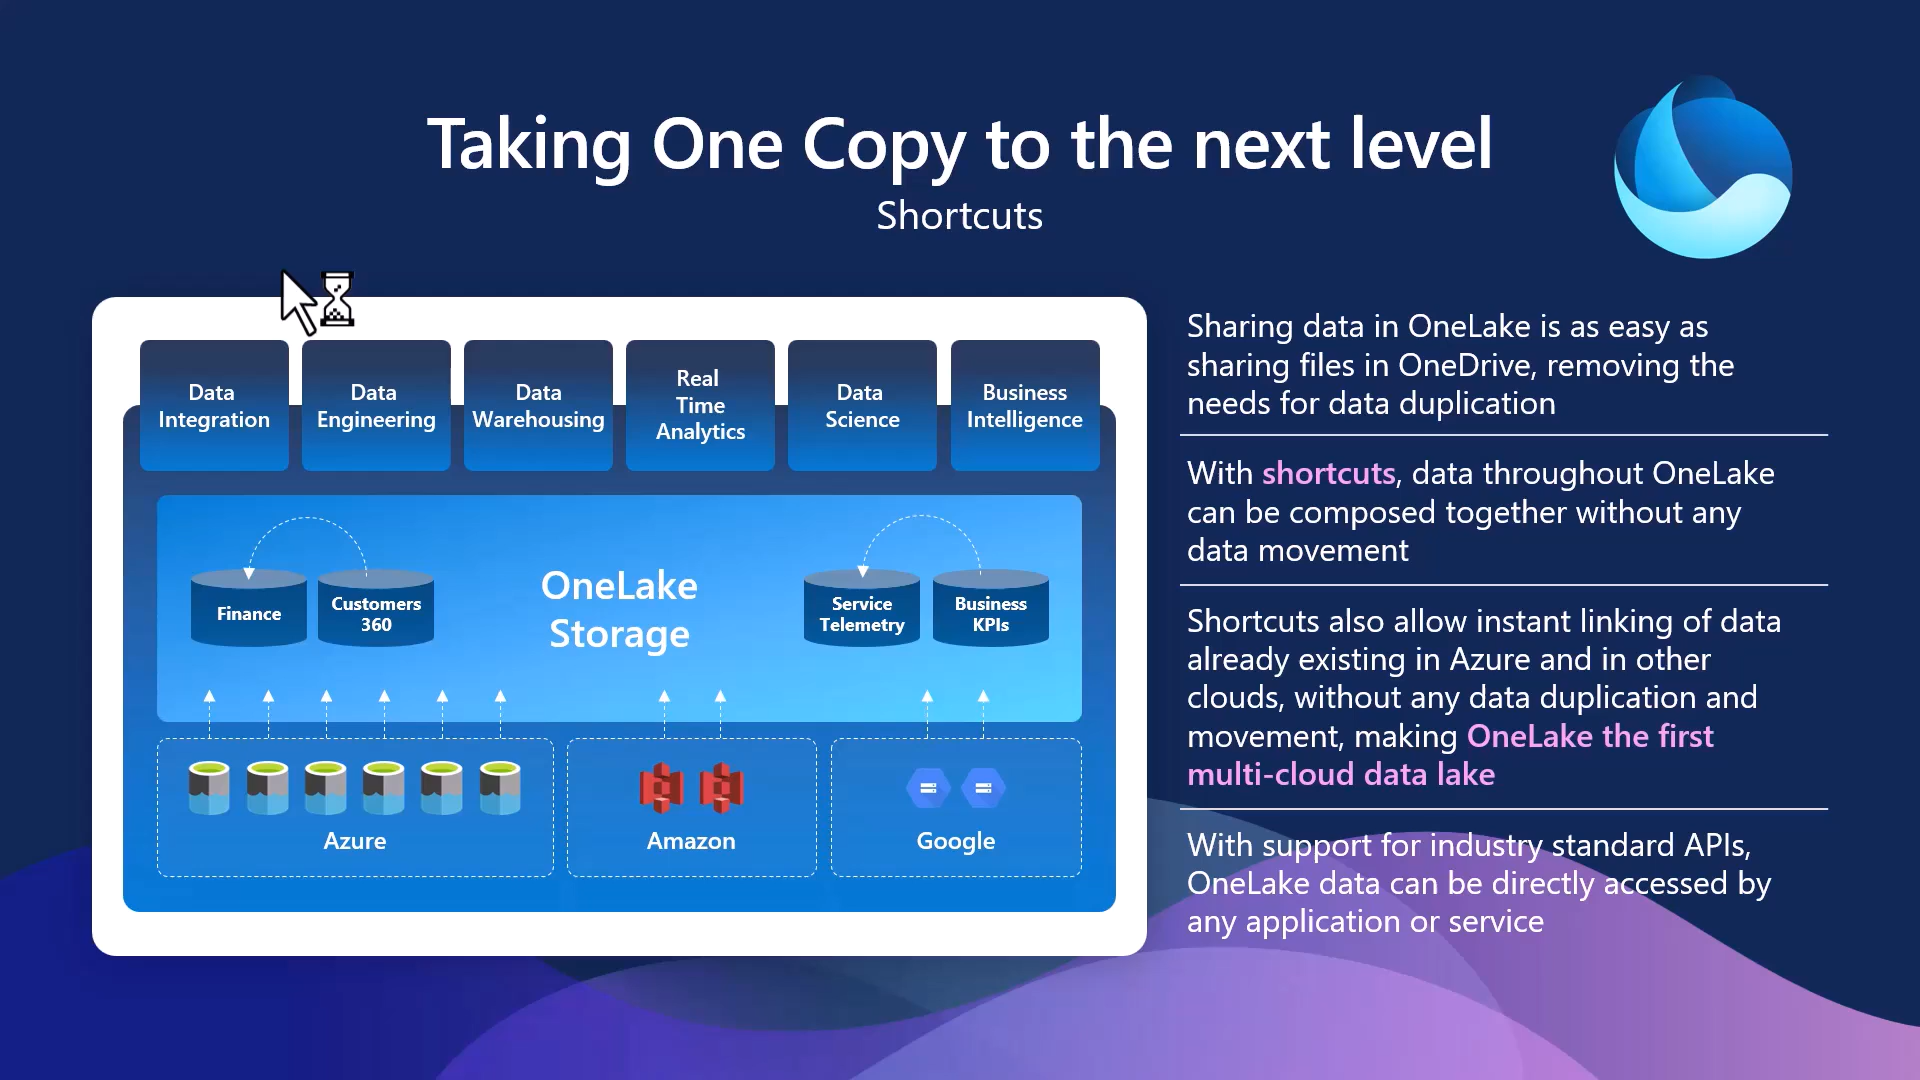 Taking One Copy to the next level
Shortcuts
Data
Integration
Data
Engineering
Data
Warehousing
Real
Time
Analytics
Data
Science
Business
Intelligence
Finance
Customers
360
OneLake
Storage
Service
Telemetry
Business
KPIs
Azure
Amazon
Google
Sharing data in OneLake is as easy as
sharing files in OneDrive, removing the
needs for data duplication
With shortcuts, data throughout OneLake
can be composed together without any
data movement
Shortcuts also allow instant linking of data
already existing in Azure and in other
clouds, without any data duplication and
movement, making OneLake the first
multi-cloud data lake
With support for industry standard APIs,
OneLake data can be directly accessed by
any application or service